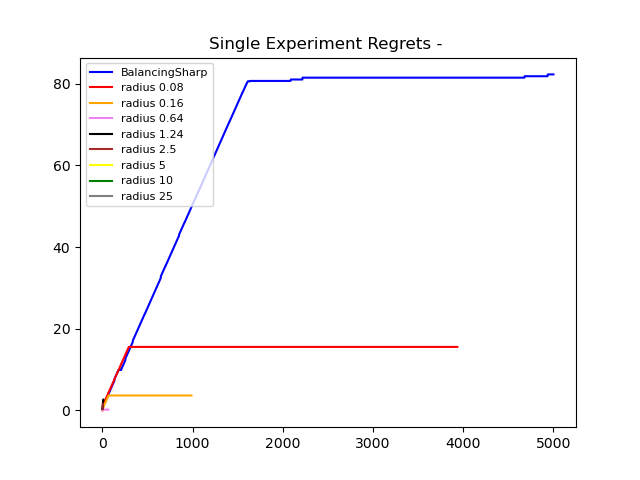 Single Experiment Regrets -
BalancingSharp
radius 0.08
radius 0.16
radius 0.64
radius 1.24
radius 2.5
radius 5
radius 10
radius 25
80
60
40
20
0
0 1000 2000 3000 4000 5000